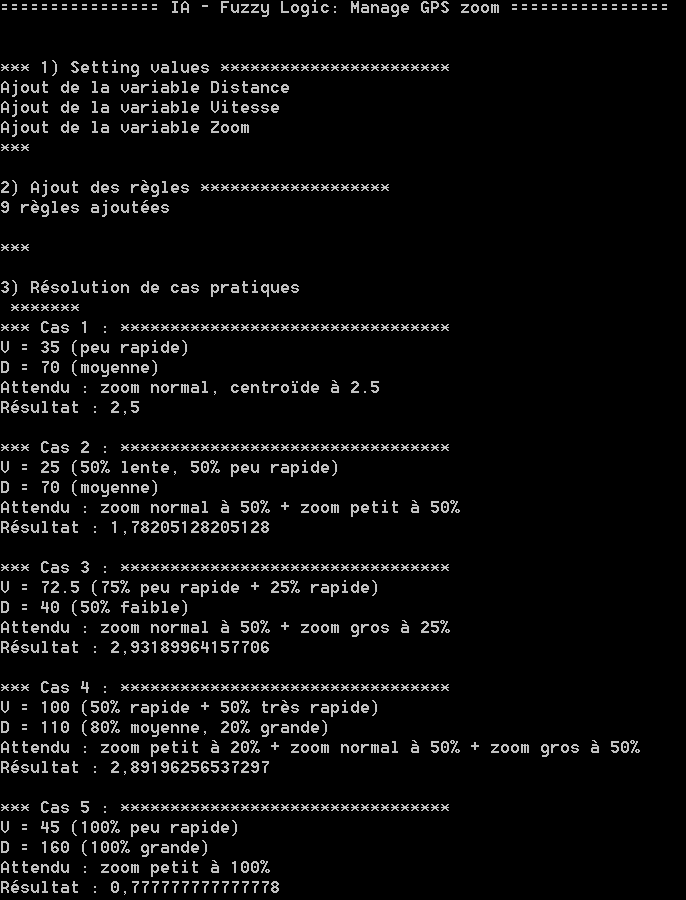 ================ IA - Fuzzy Logic: Manage GPS zoom ================
*** 1) Setting values ***********************
Ajout de la variable Distance
Ajout de la variable Vitesse
Ajout de la variable Zoom
***
2) Ajout des règles *******************
9 règles ajoutées
***
3) Résolution de cas pratiques
*******
*** Cas 1 : *********************************
V = 35 (peu rapide)
D = 70 (moyenne)
Attendu : zoom normal, centroïde à 2.5
Résultat : 2,5
*** Cas 2 : *********************************
V = 25 (50% lente, 50% peu rapide)
D = 70 (moyenne)
Attendu : zoom normal à 50% + zoom petit à 50%
Résultat : 1,78205128205128
*** Cas 3 : *********************************
V = 72.5 (75% peu rapide + 25% rapide)
D = 40 (50% faible)
Attendu : zoom normal à 50% + zoom gros à 25%
Résultat : 2,93189964157706
*** Cas 4 : *********************************
V = 100 (50% rapide + 50% très rapide)
D = 110 (80% moyenne, 20% grande)
Attendu : zoom petit à 20% + zoom normal à 50% + zoom gros à 50%
Résultat : 2,89196256537297
*** Cas 5 : *********************************
V = 45 (100% peu rapide)
D = 160 (100% grande)
Attendu : zoom petit à 100%
Résultat : 0,777777777777778